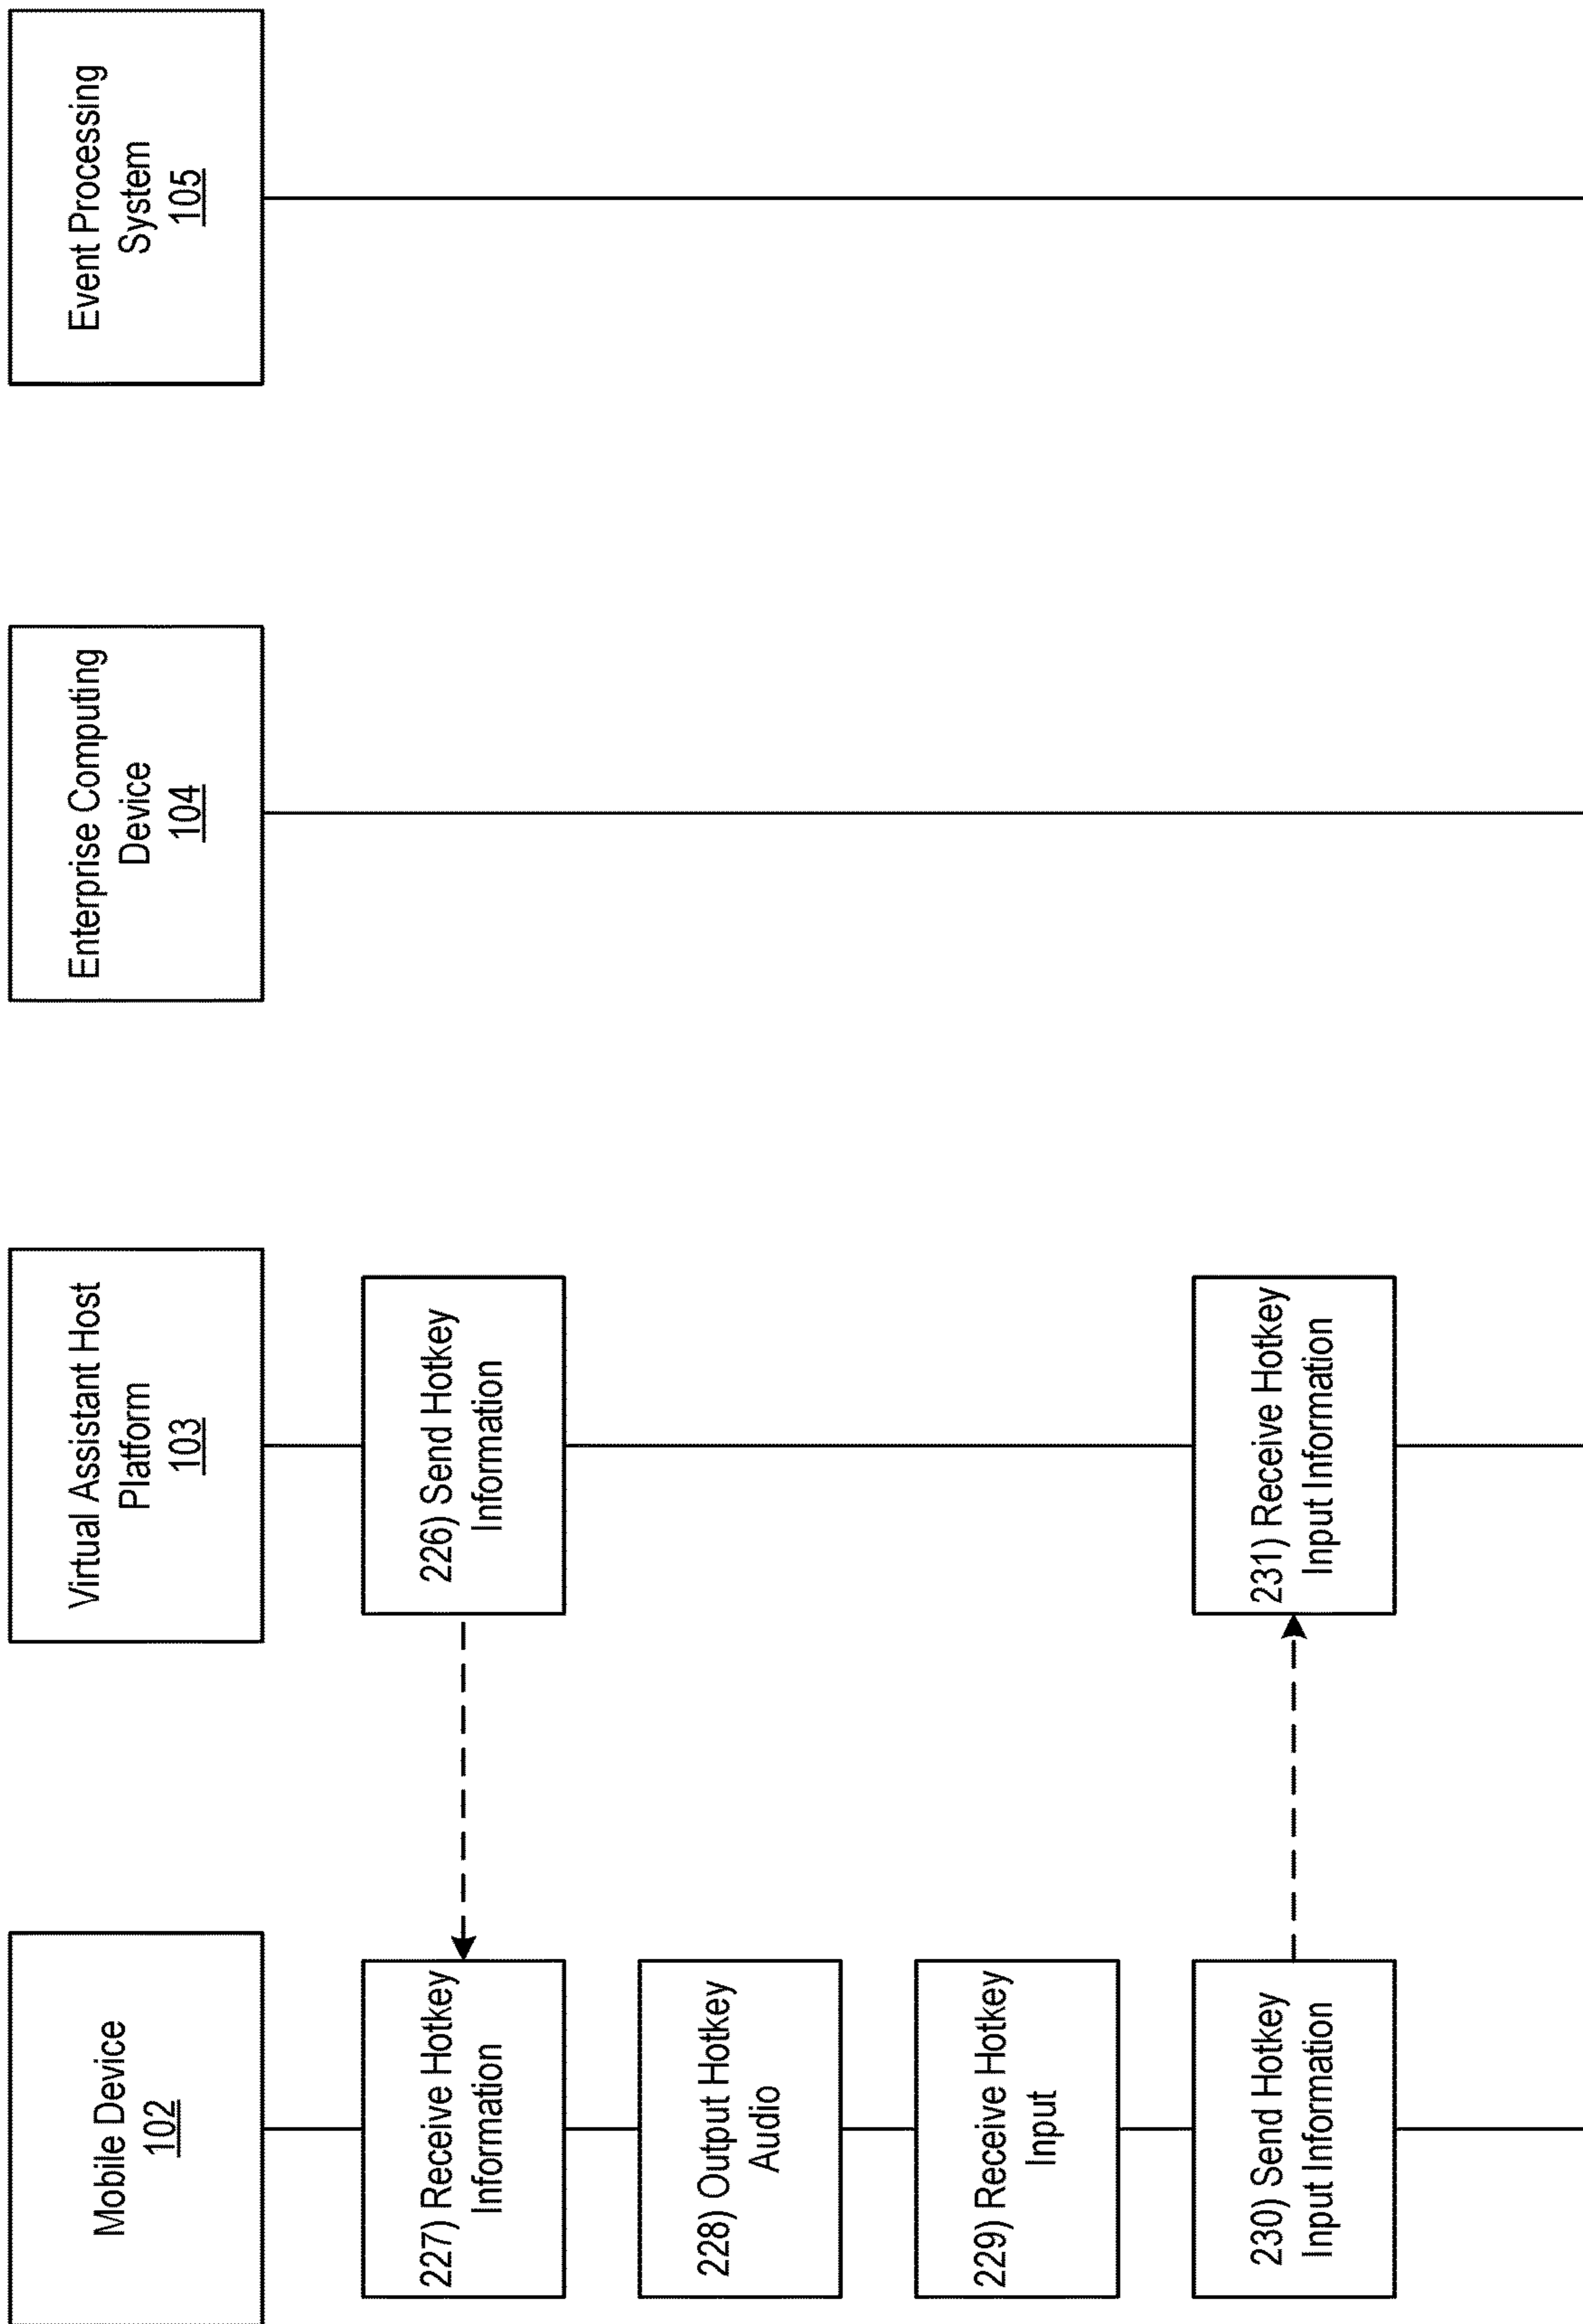 Mobile Device
102
Virtual Assistant Host
Platform
103
Enterprise Computing
Device
104
Event Processing
System
105
226) Send Hotkey
Information
227) Receive Hotkey
Information
228) Output Hotkey
Audio
229) Receive Hotkey
Input
230) Send Hotkey
Input Information
231) Receive Hotkey
Input Information